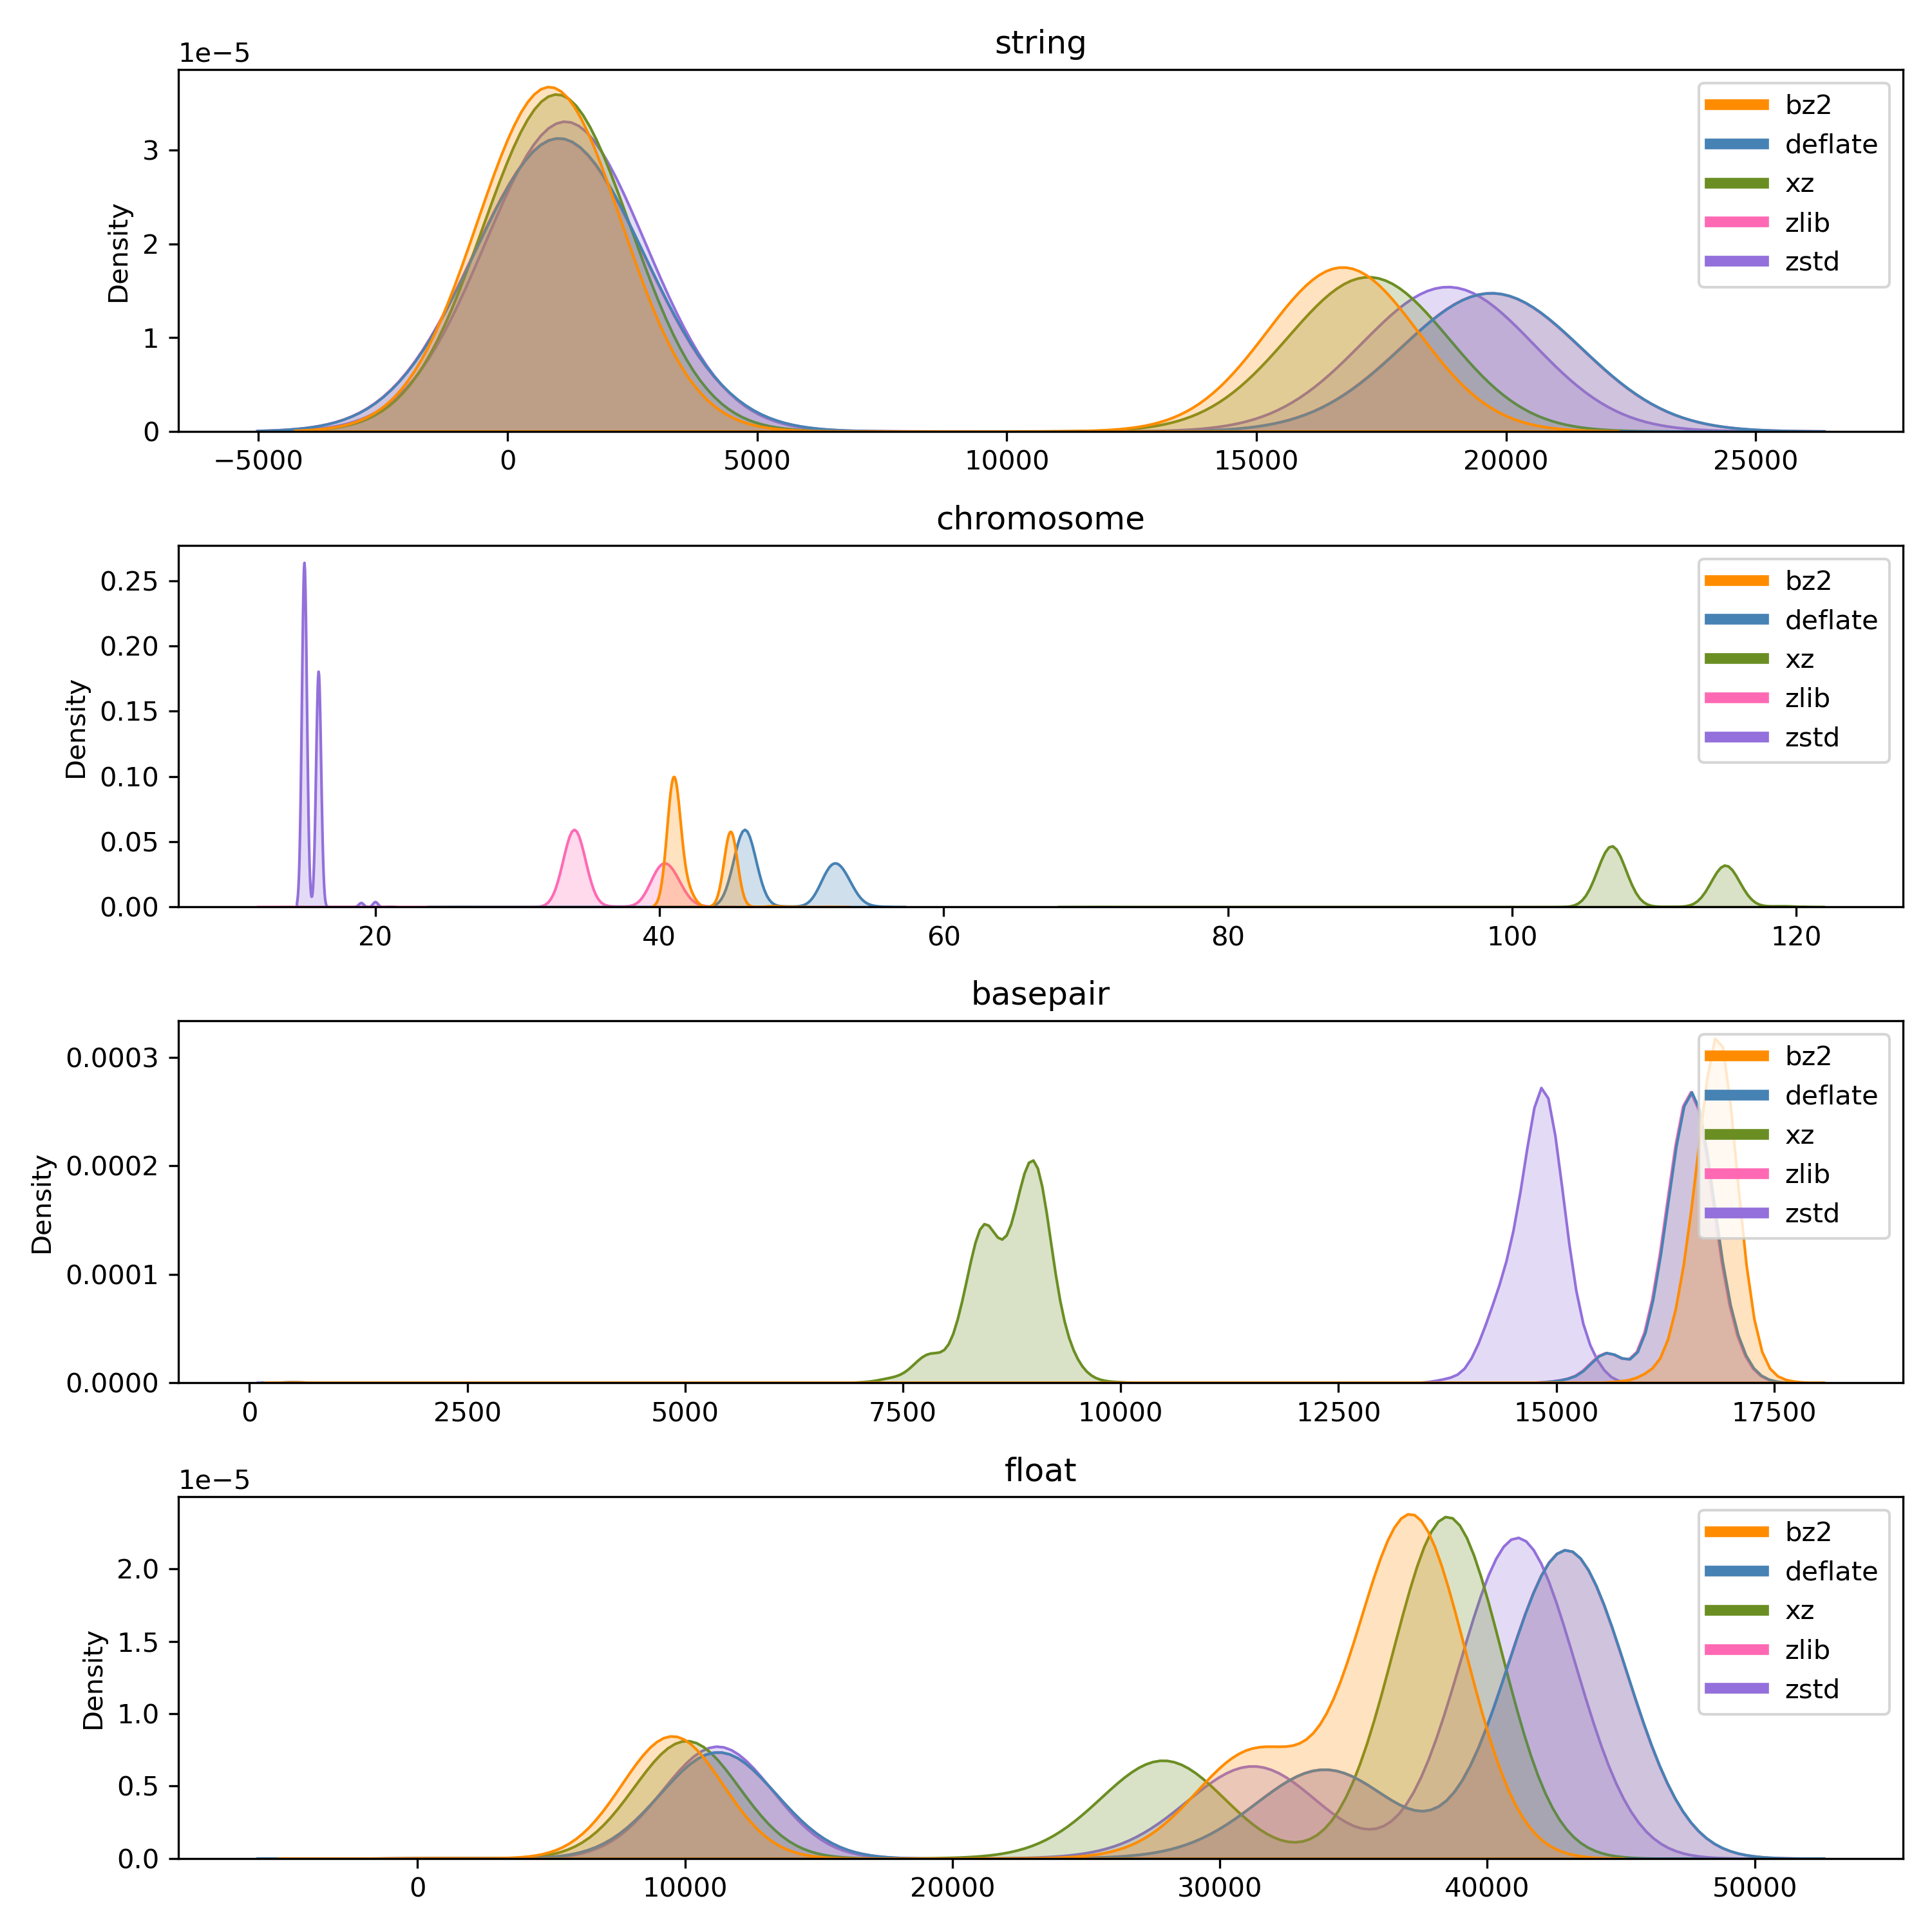 string
1e−5
Density
3
2
1
0
−5000 0 5000 10000 15000 20000 25000
bz2
deflate
xz
zlib
zstd
chromosome
Density
0.25
0.20
0.15
0.10
0.05
0.00
20 40 60 80 100 120
bz2
deflate
xz
zlib
zstd
basepair
Density
0.0003
0.0002
0.0001
0.0000
0 2500 5000 7500 10000 12500 15000 17500
bz2
deflate
xz
zlib
zstd
float
1e−5
Density
2.0
1.5
1.0
0.5
0.0
0 10000 20000 30000 40000 50000
bz2
deflate
xz
zlib
zstd